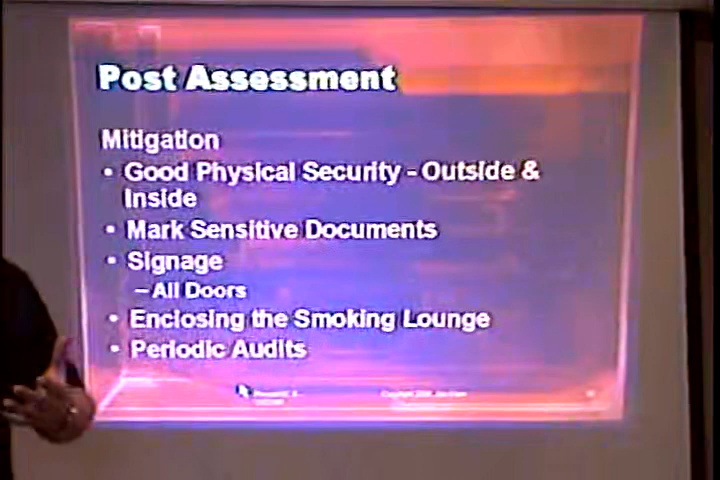 Post Assessment
Mitigation
• Good Physical Security - Outside &
Inside
• Mark Sensitive Documents
• Signage
– All Doors
• Enclosing the Smoking Lounge
• Periodic Audits